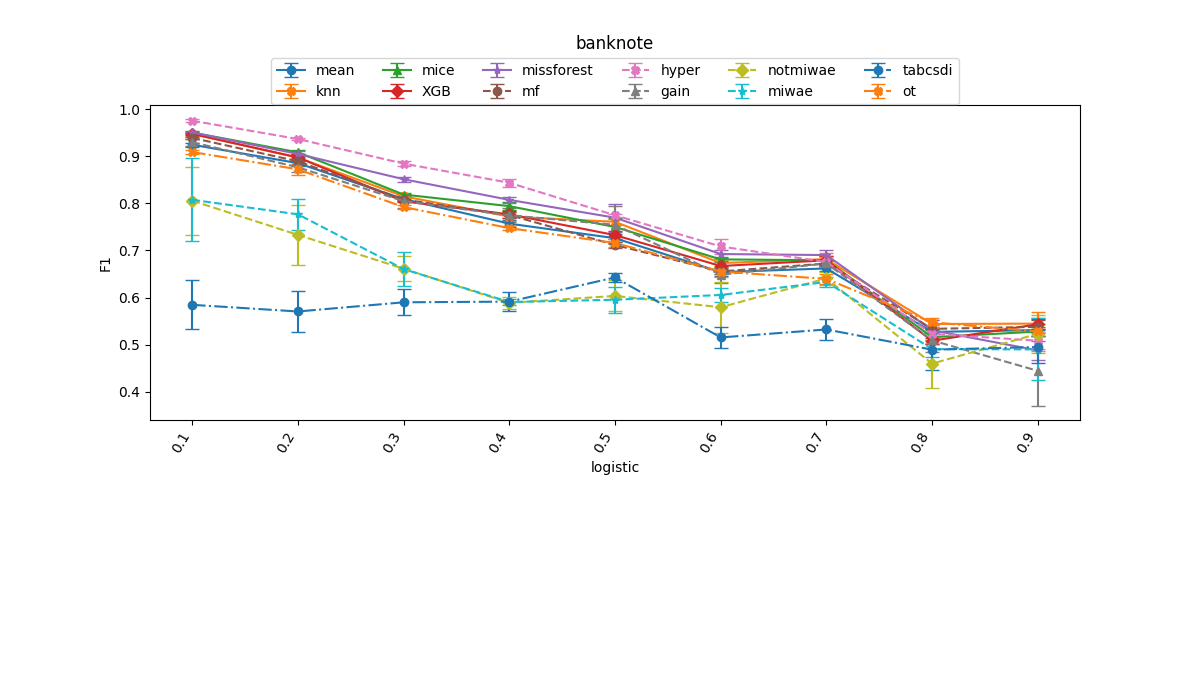 banknote
mean mice missforest hyper notmiwae tabcsdi
knn XGB mf gain miwae ot
1.0
0.9
0.8
0.7
0.6
0.5
0.4
F1
0.1 0.2 0.3 0.4 0.5 0.6 0.7 0.8 0.9
logistic